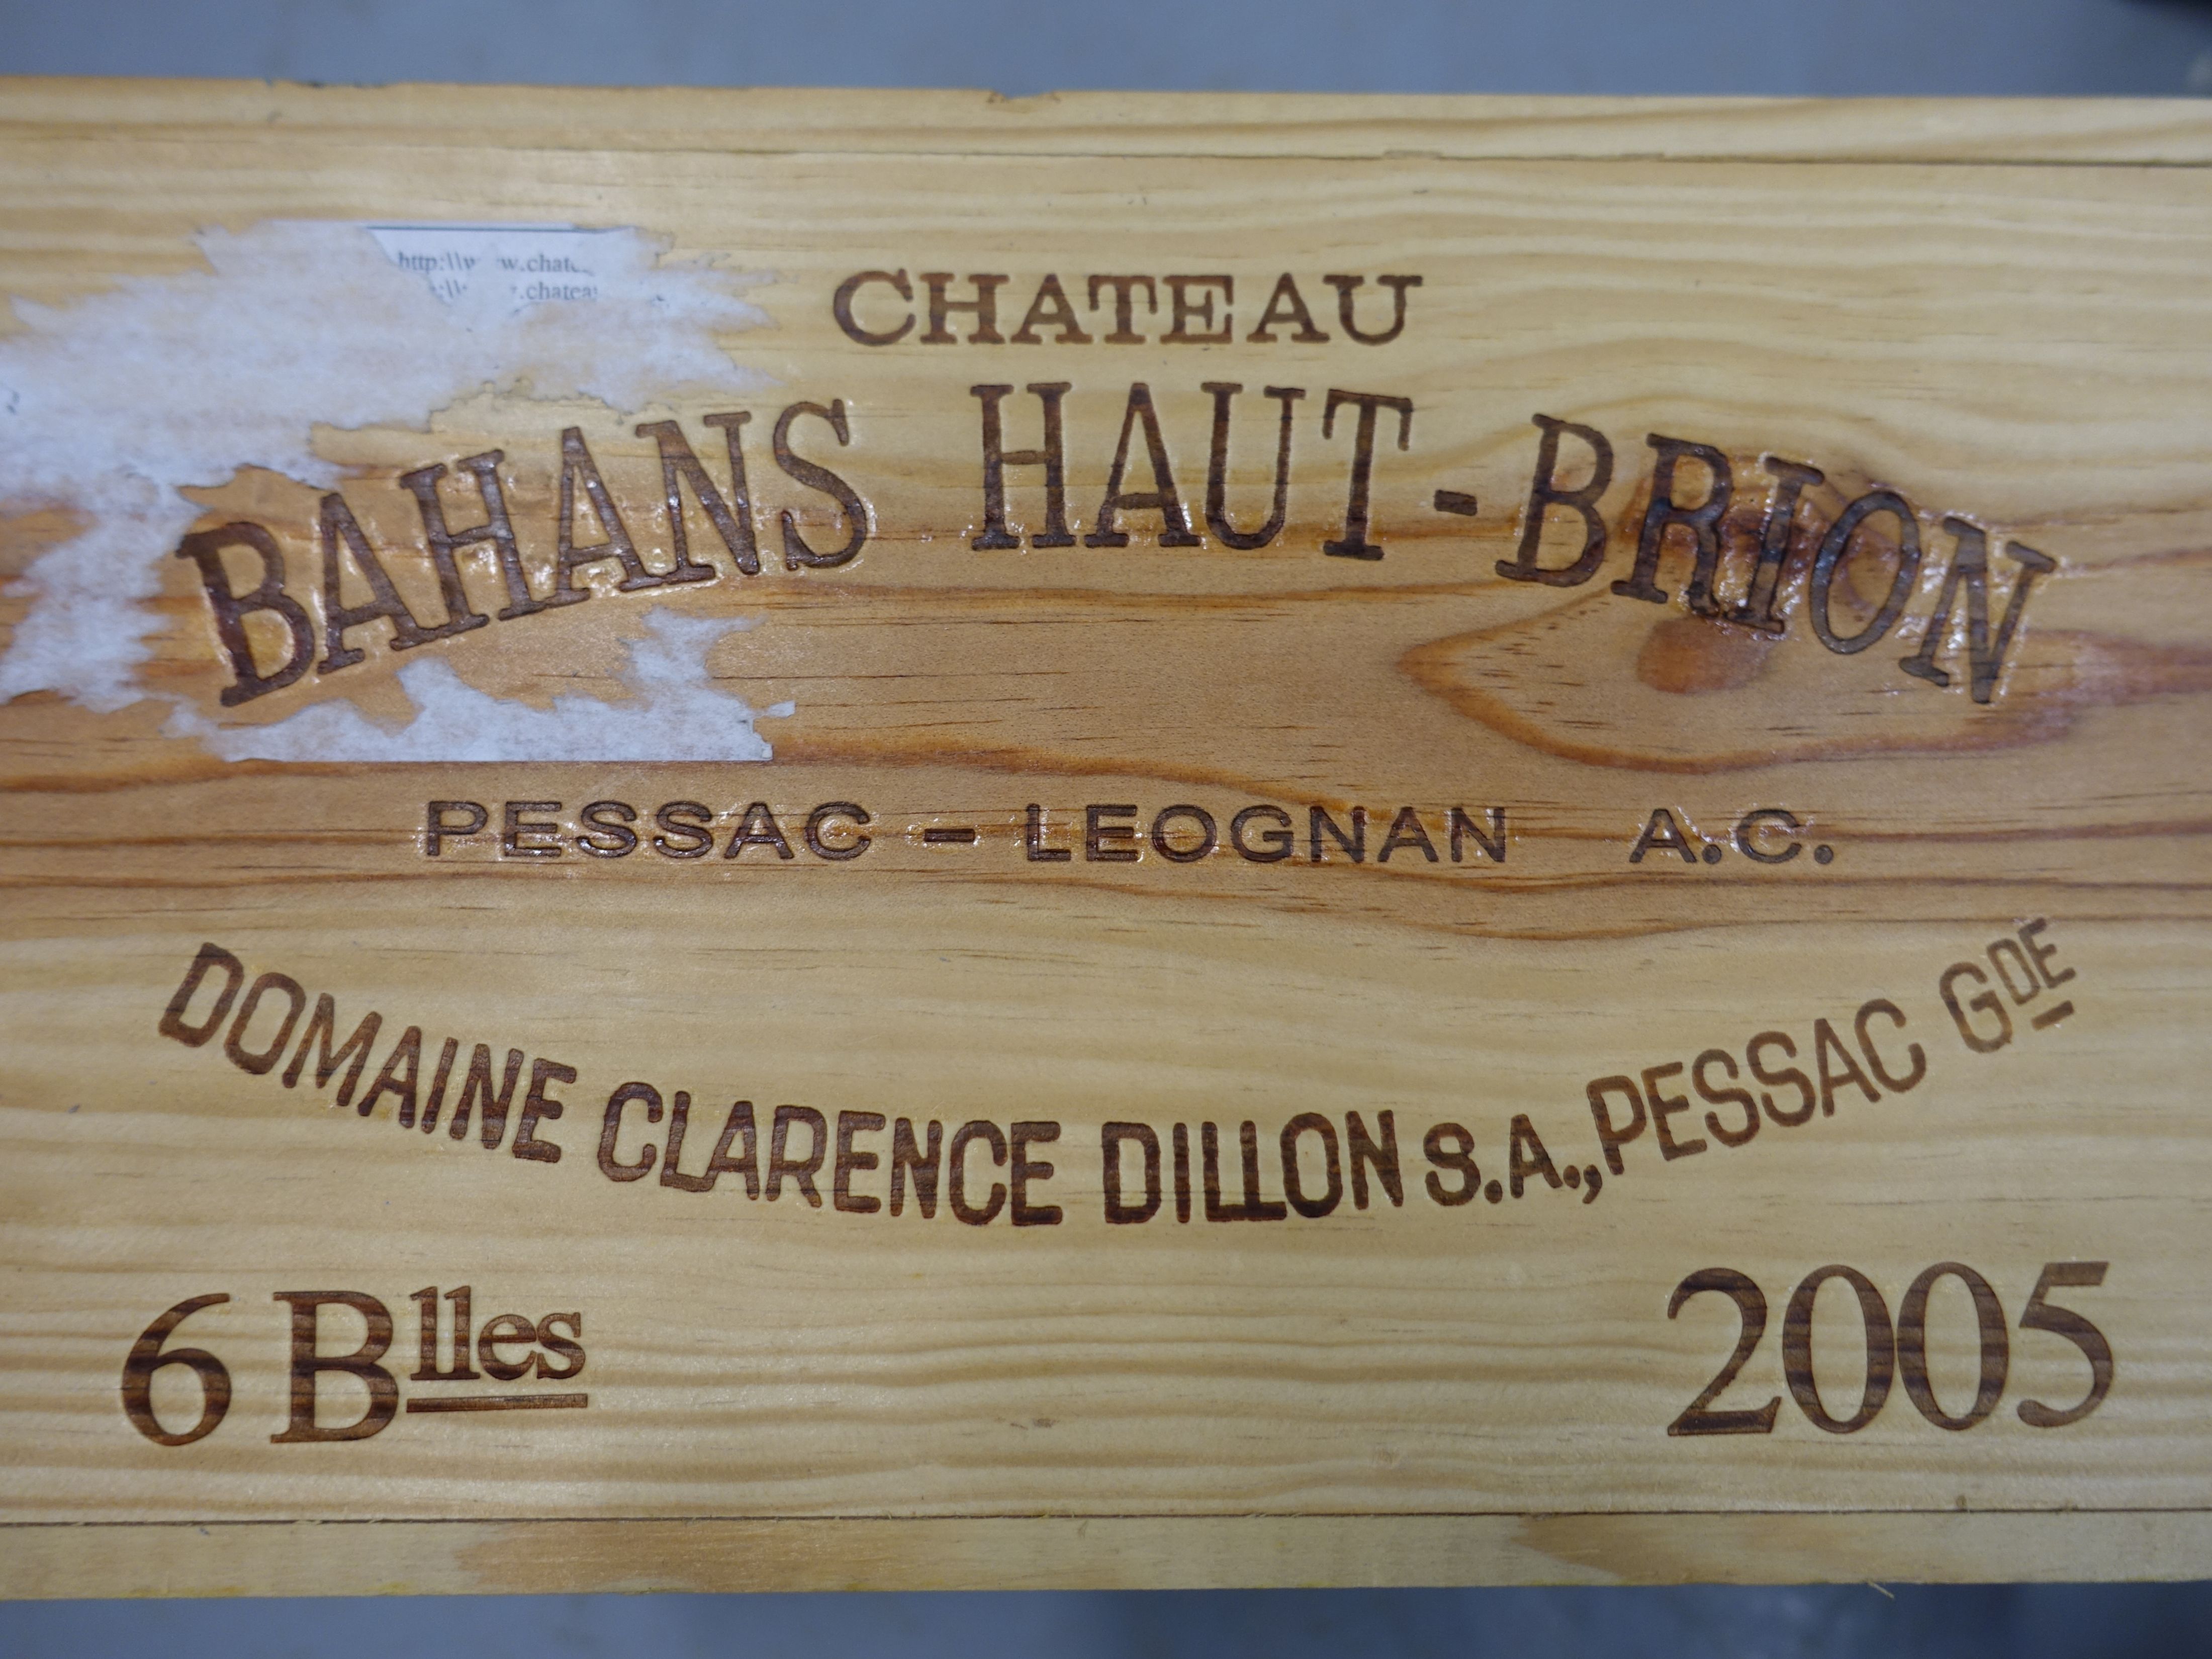 CHATEAU
BAHANS HAUT-BRION
PESSAC - LEOGNAN A.C.
DOMAINE CLARENCE DILLON S.A., PESSAC GDE
6 Blles 2005